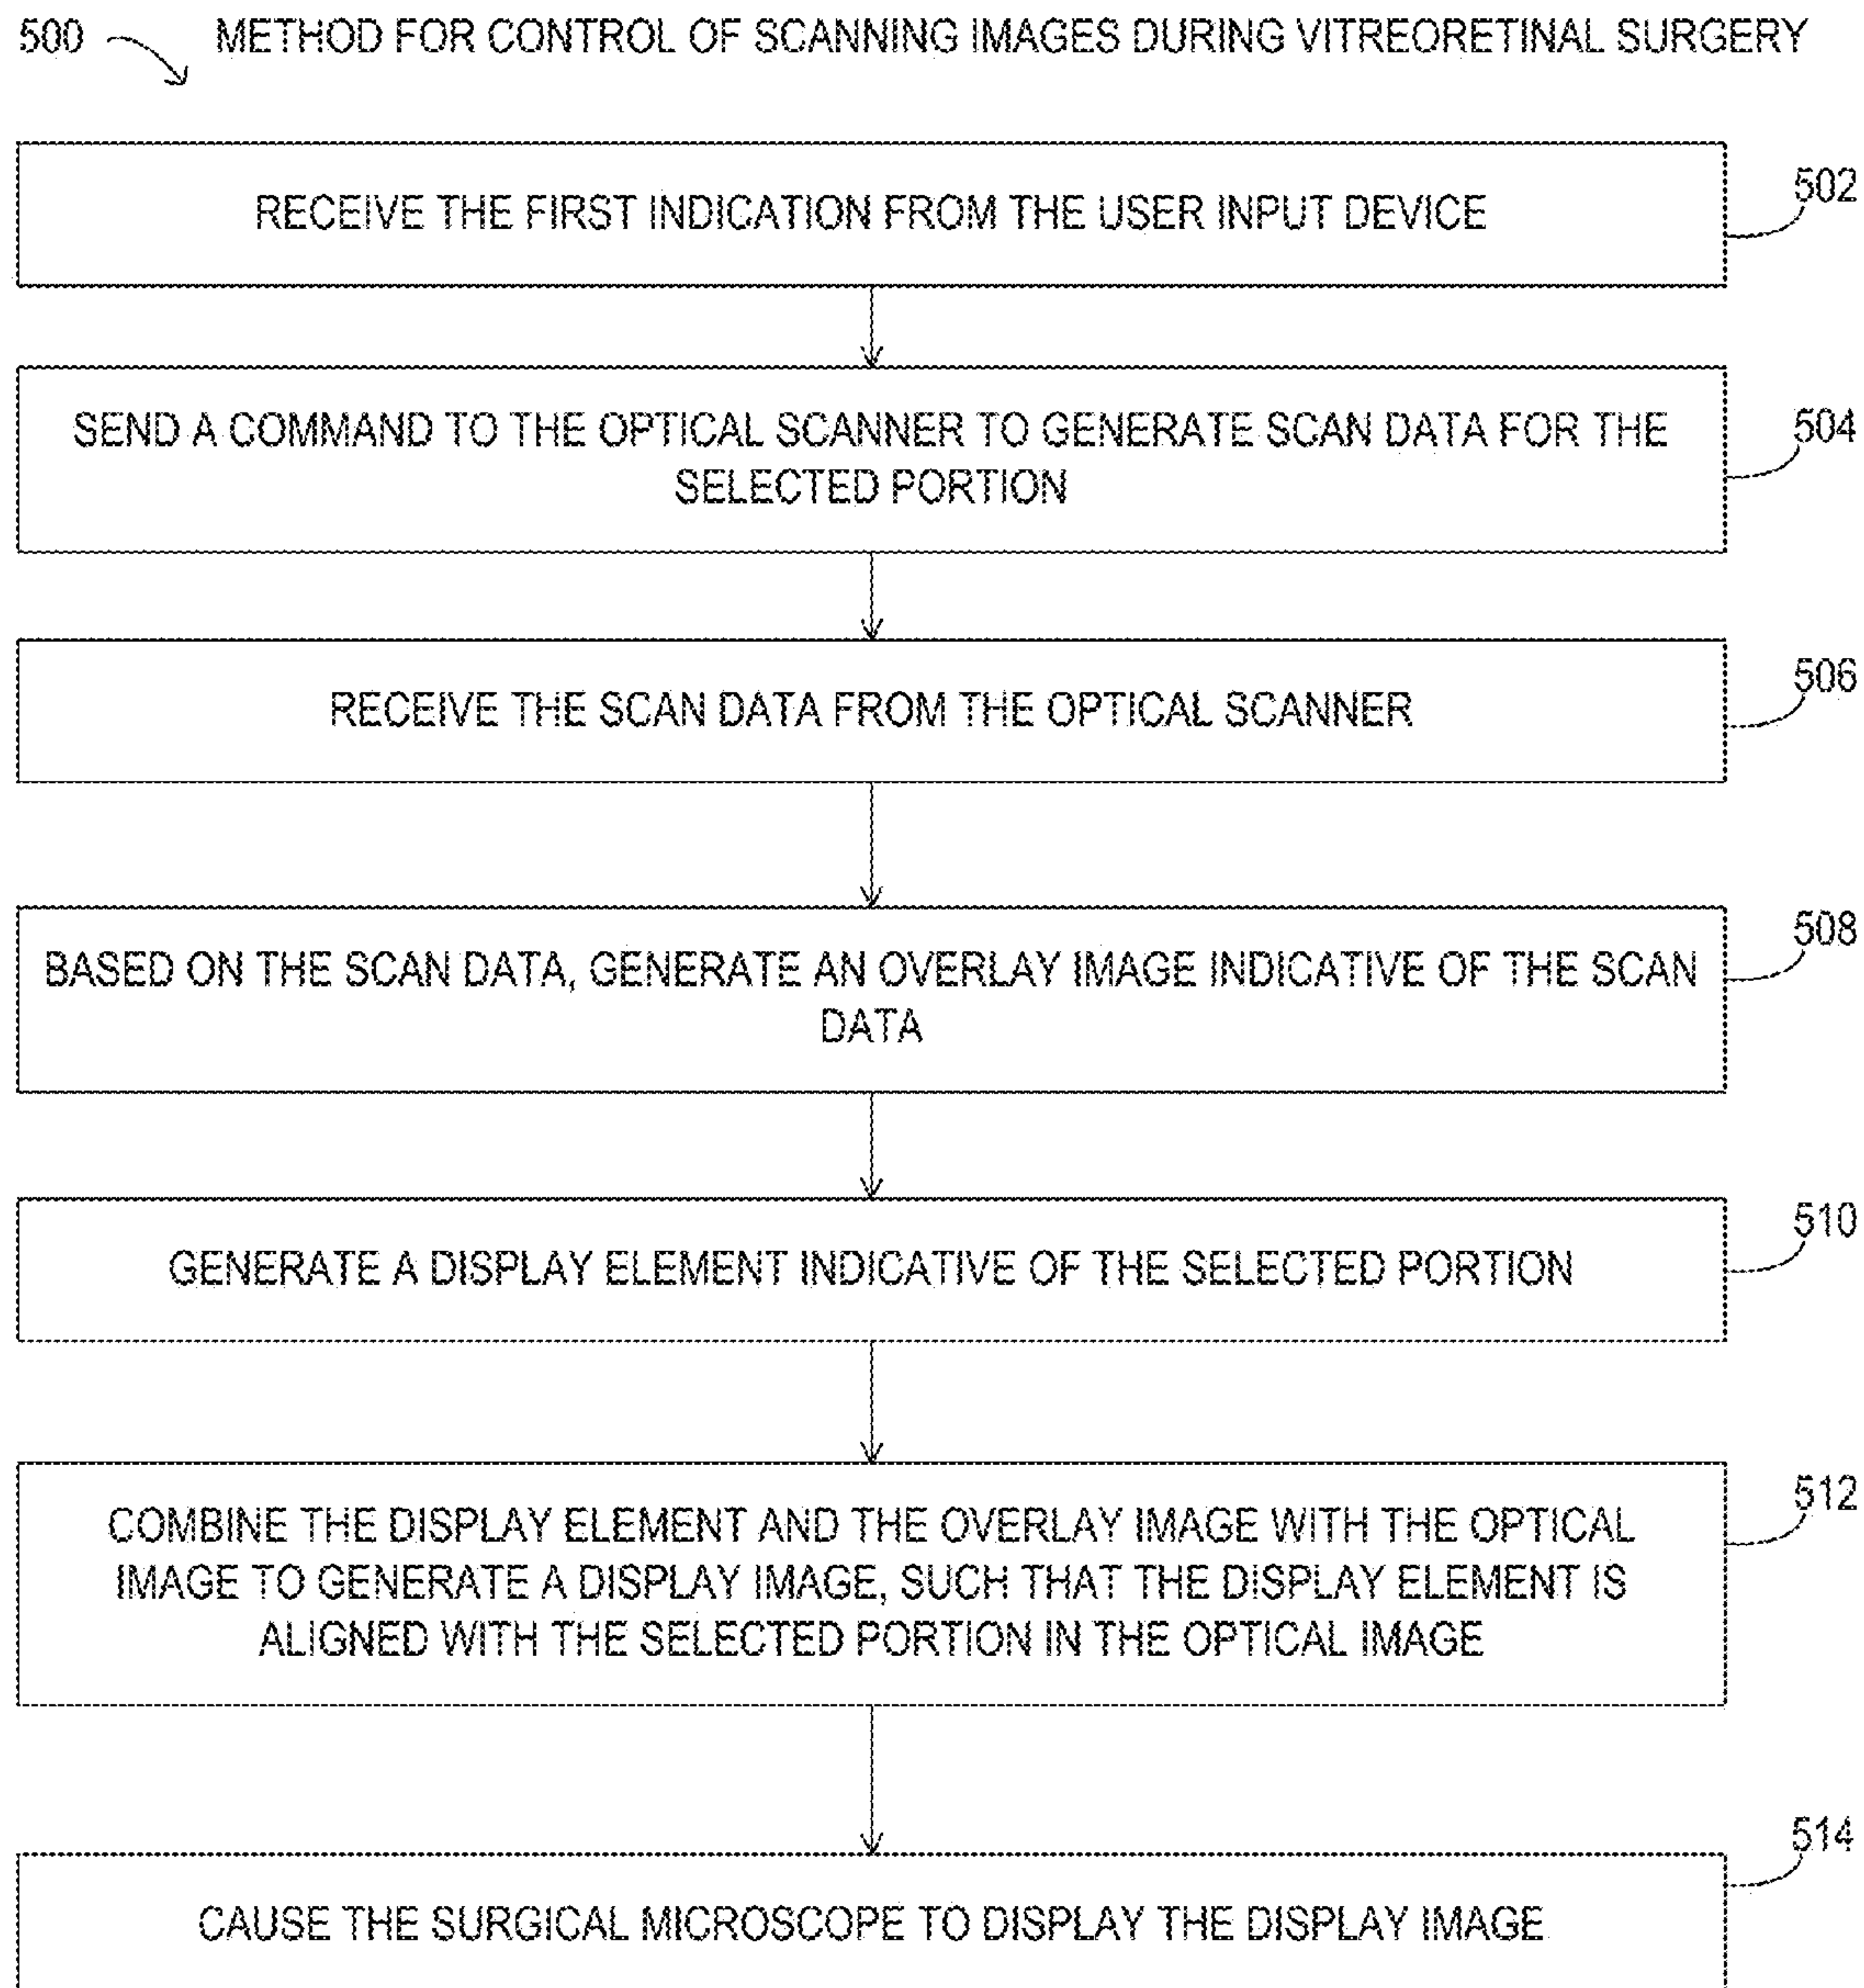 500 METHOD FOR CONTROL OF SCANNING IMAGES DURING VITREORETINAL SURGERY
RECEIVE THE FIRST INDICATION FROM THE USER INPUT DEVICE
502
SEND A COMMAND TO THE OPTICAL SCANNER TO GENERATE SCAN DATA FOR THE
SELECTED PORTION
504
RECEIVE THE SCAN DATA FROM THE OPTICAL SCANNER
506
BASED ON THE SCAN DATA, GENERATE AN OVERLAY IMAGE INDICATIVE OF THE SCAN
DATA
508
GENERATE A DISPLAY ELEMENT INDICATIVE OF THE SELECTED PORTION
510
COMBINE THE DISPLAY ELEMENT AND THE OVERLAY IMAGE WITH THE OPTICAL
IMAGE TO GENERATE A DISPLAY IMAGE, SUCH THAT THE DISPLAY ELEMENT IS
ALIGNED WITH THE SELECTED PORTION IN THE OPTICAL IMAGE
512
CAUSE THE SURGICAL MICROSCOPE TO DISPLAY THE DISPLAY IMAGE
514